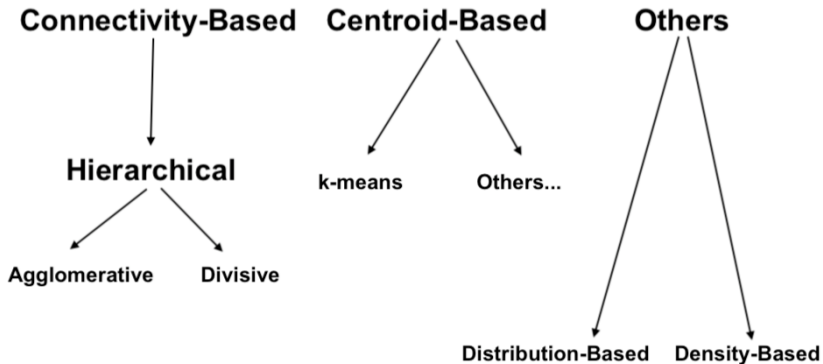 Connectivity-Based Centroid-Based Others
Hierarchical
k-means Others...
Agglomerative Divisive
Distribution-Based Density-Based